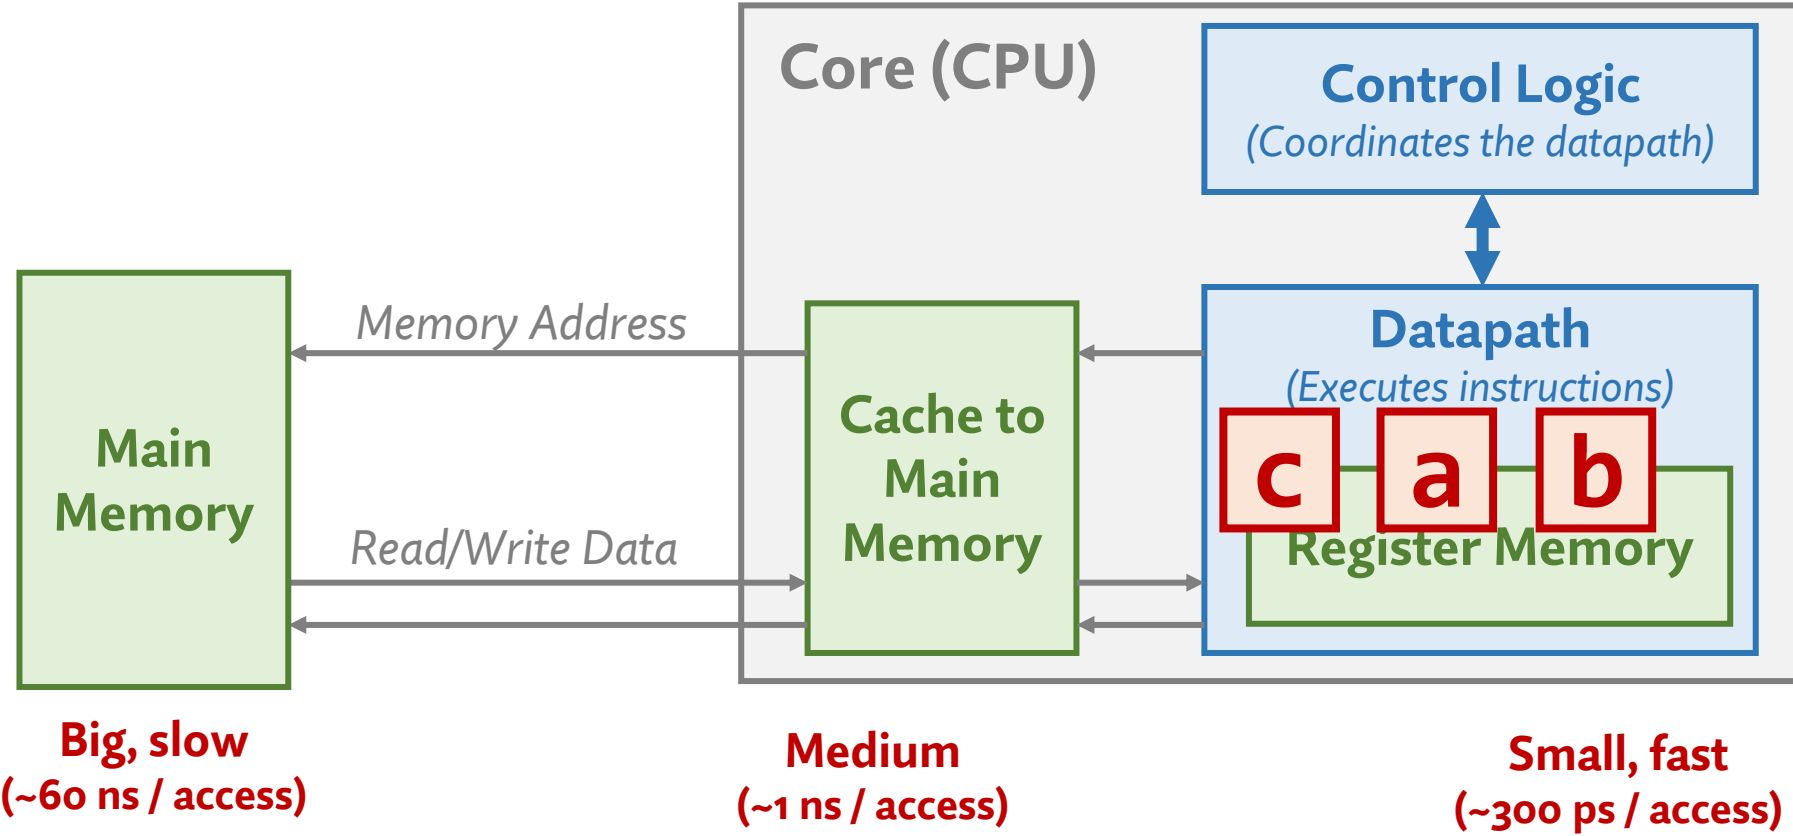 Core (CPU)
Control Logic
(Coordinates the datapath)
Main
Memory
Memory Address
Read/Write Data
Cache to
Main
Memory
Datapath
(Executes instructions)
c a b
Register Memory
Big, slow
(~60 ns / access)
Medium
(~1 ns / access)
Small, fast
(~300 ps / access)